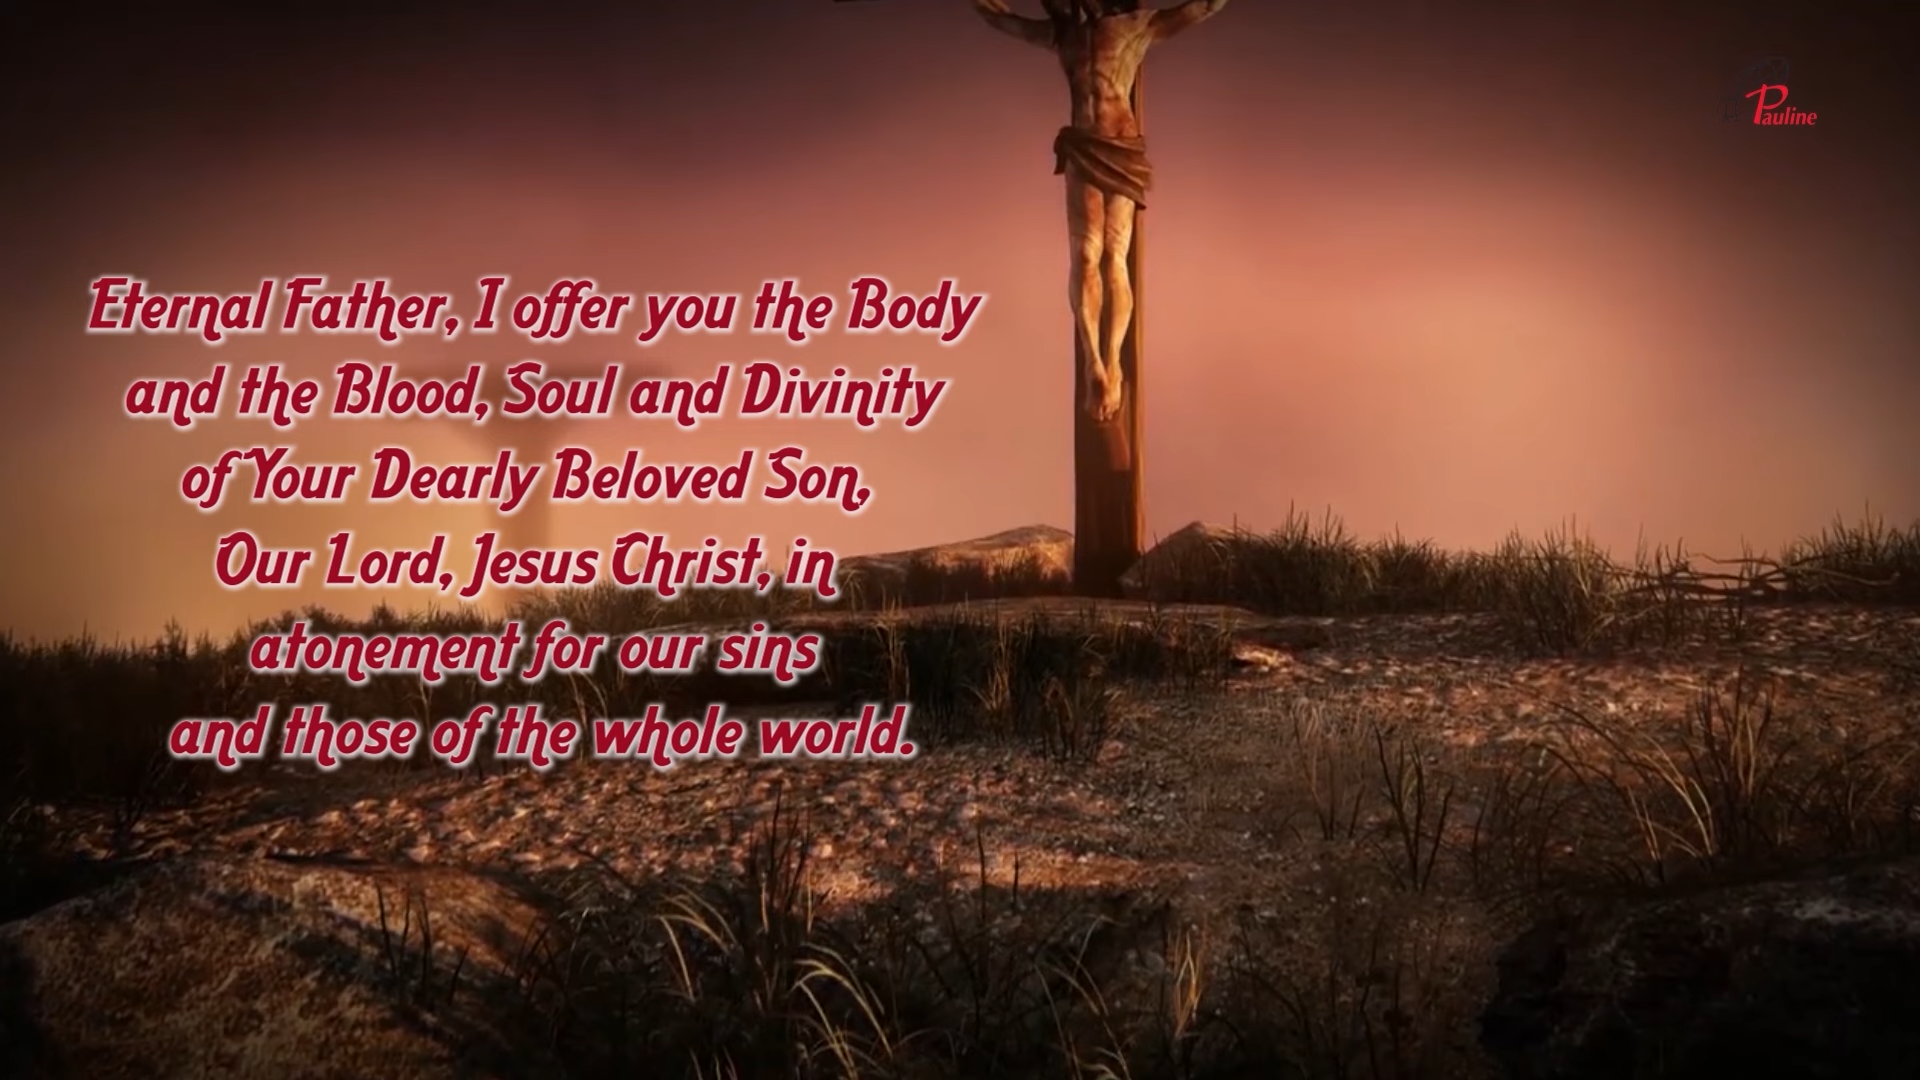 Eternal Father, I offer you the Body
and the Blood, Soul and Divinity
of Your Dearly Beloved Son,
Our Lord, Jesus Christ, in
atonement for our sins
and those of the whole world.
Pauline